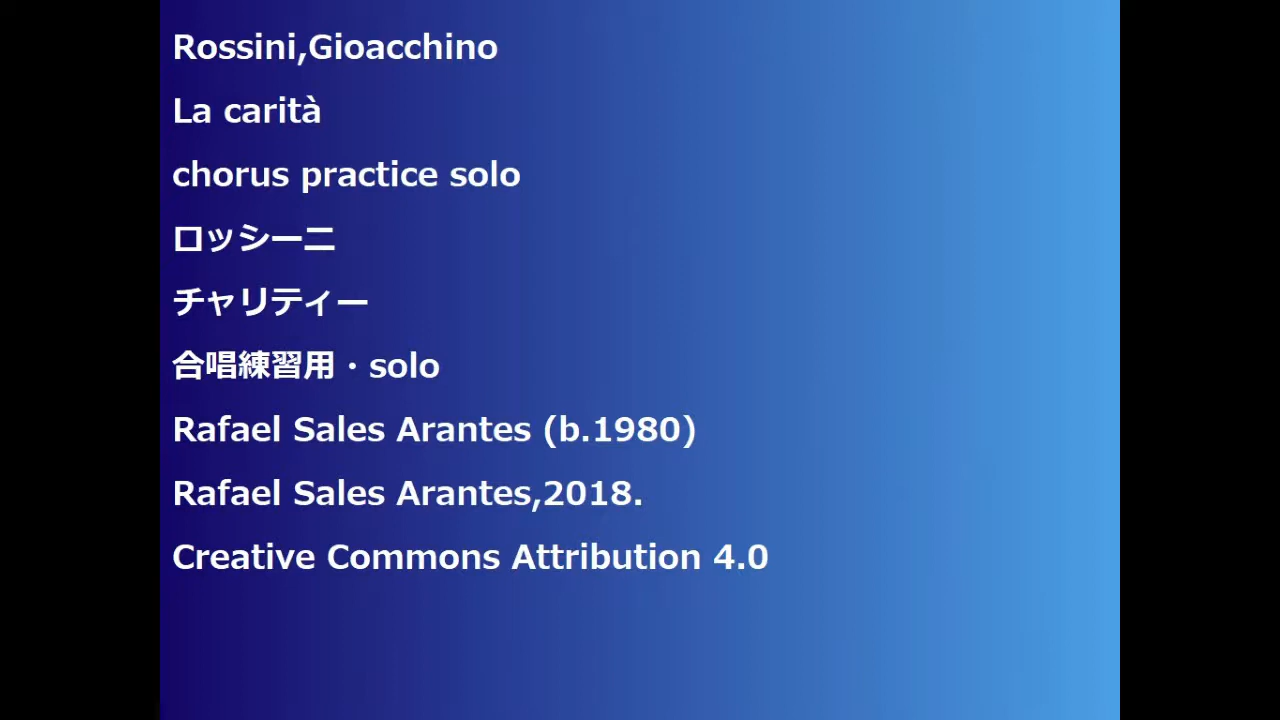 Rossini,Gioacchino
La carità
chorus practice solo
ロッシーニ
チャリティー
合唱練習用・solo
Rafael Sales Arantes (b.1980)
Rafael Sales Arantes,2018.
Creative Commons Attribution 4.0